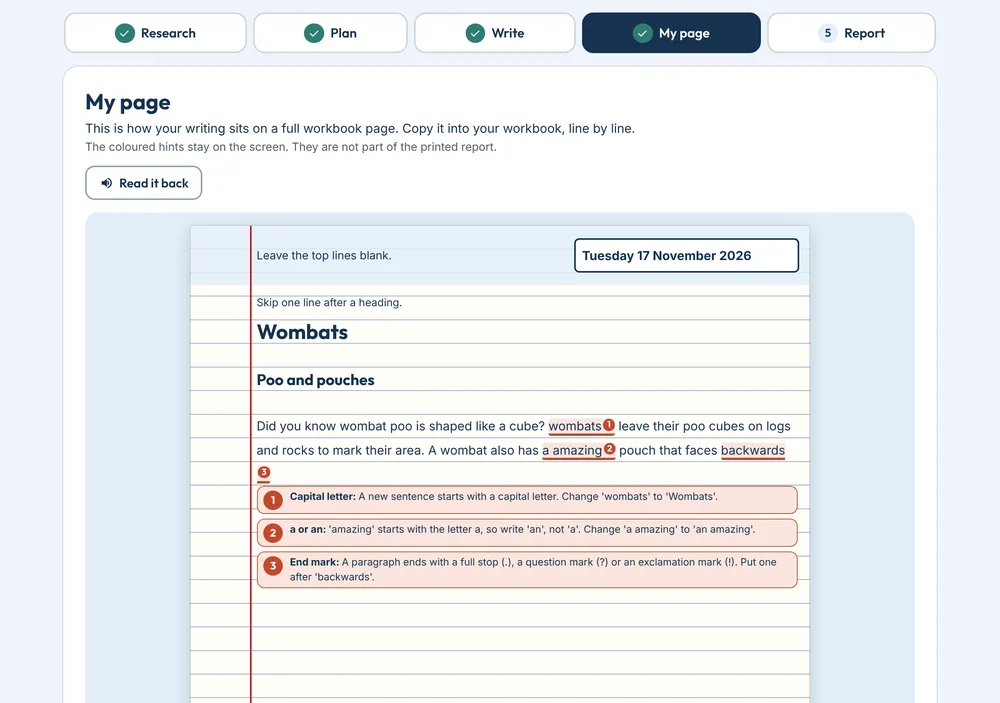 Research
Plan
Write
My page
5 Report
My page
This is how your writing sits on a full workbook page. Copy it into your workbook, line by line.
The coloured hints stay on the screen. They are not part of the printed report.
Read it back
Leave the top lines blank.
Tuesday 17 November 2026
Skip one line after a heading.
Wombats
Poo and pouches
Did you know wombat poo is shaped like a cube? wombats 1 leave their poo cubes on logs
and rocks to mark their area. A wombat also has a amazing 2 pouch that faces backwards
3
1 Capital letter: A new sentence starts with a capital letter. Change 'wombats' to 'Wombats'.
2 a or an: 'amazing' starts with the letter a, so write 'an', not 'a'. Change 'a amazing' to 'an amazing'.
3 End mark: A paragraph ends with a full stop (.), a question mark (?) or an exclamation mark (!). Put one
after 'backwards'.